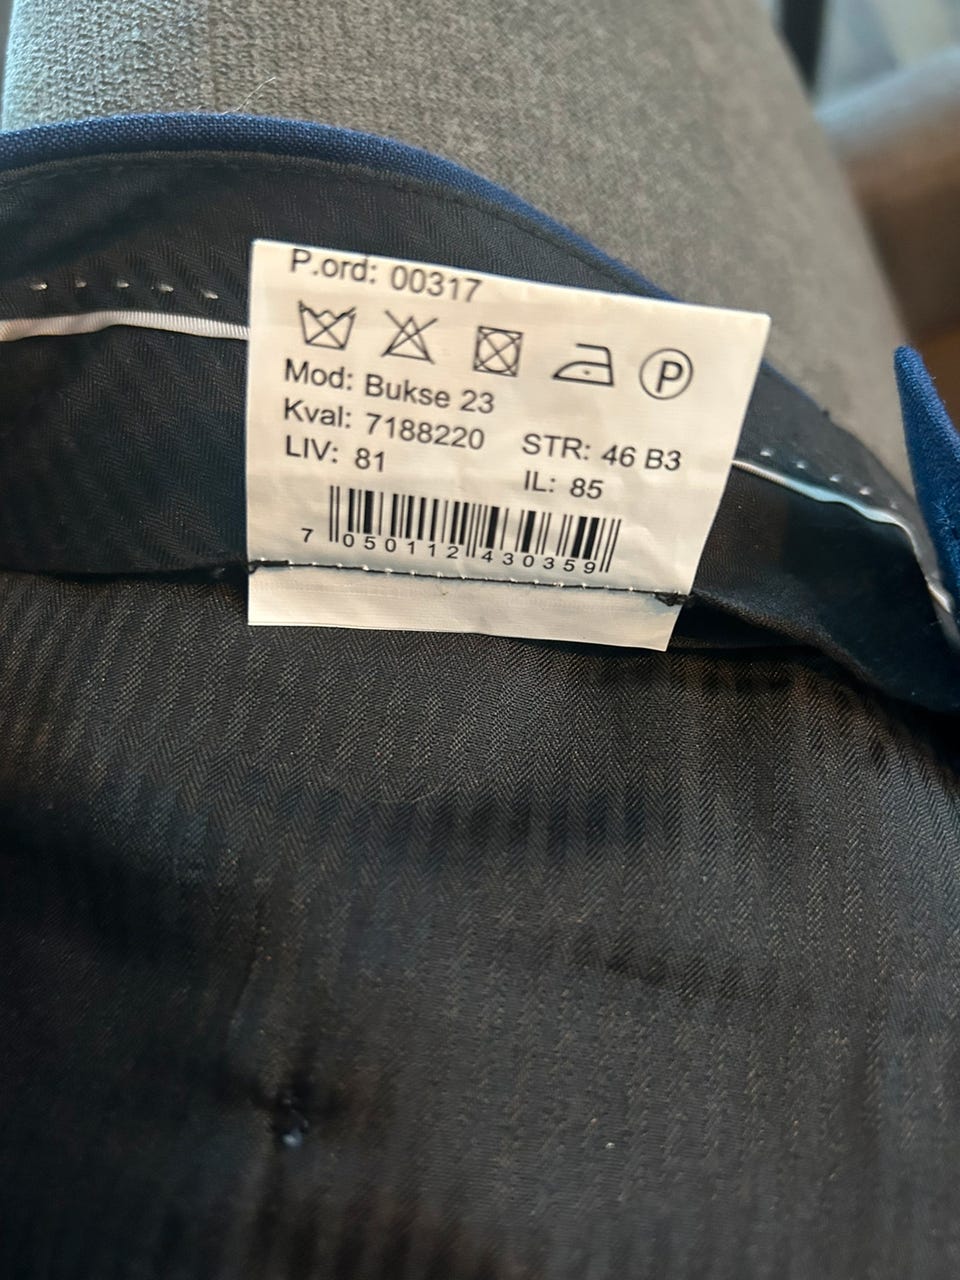 P.ord: 00317
P
Mod: Bukse 23
Kval: 7188220 STR: 46 B3
LIV: 81 IL: 85
7 050112 430359